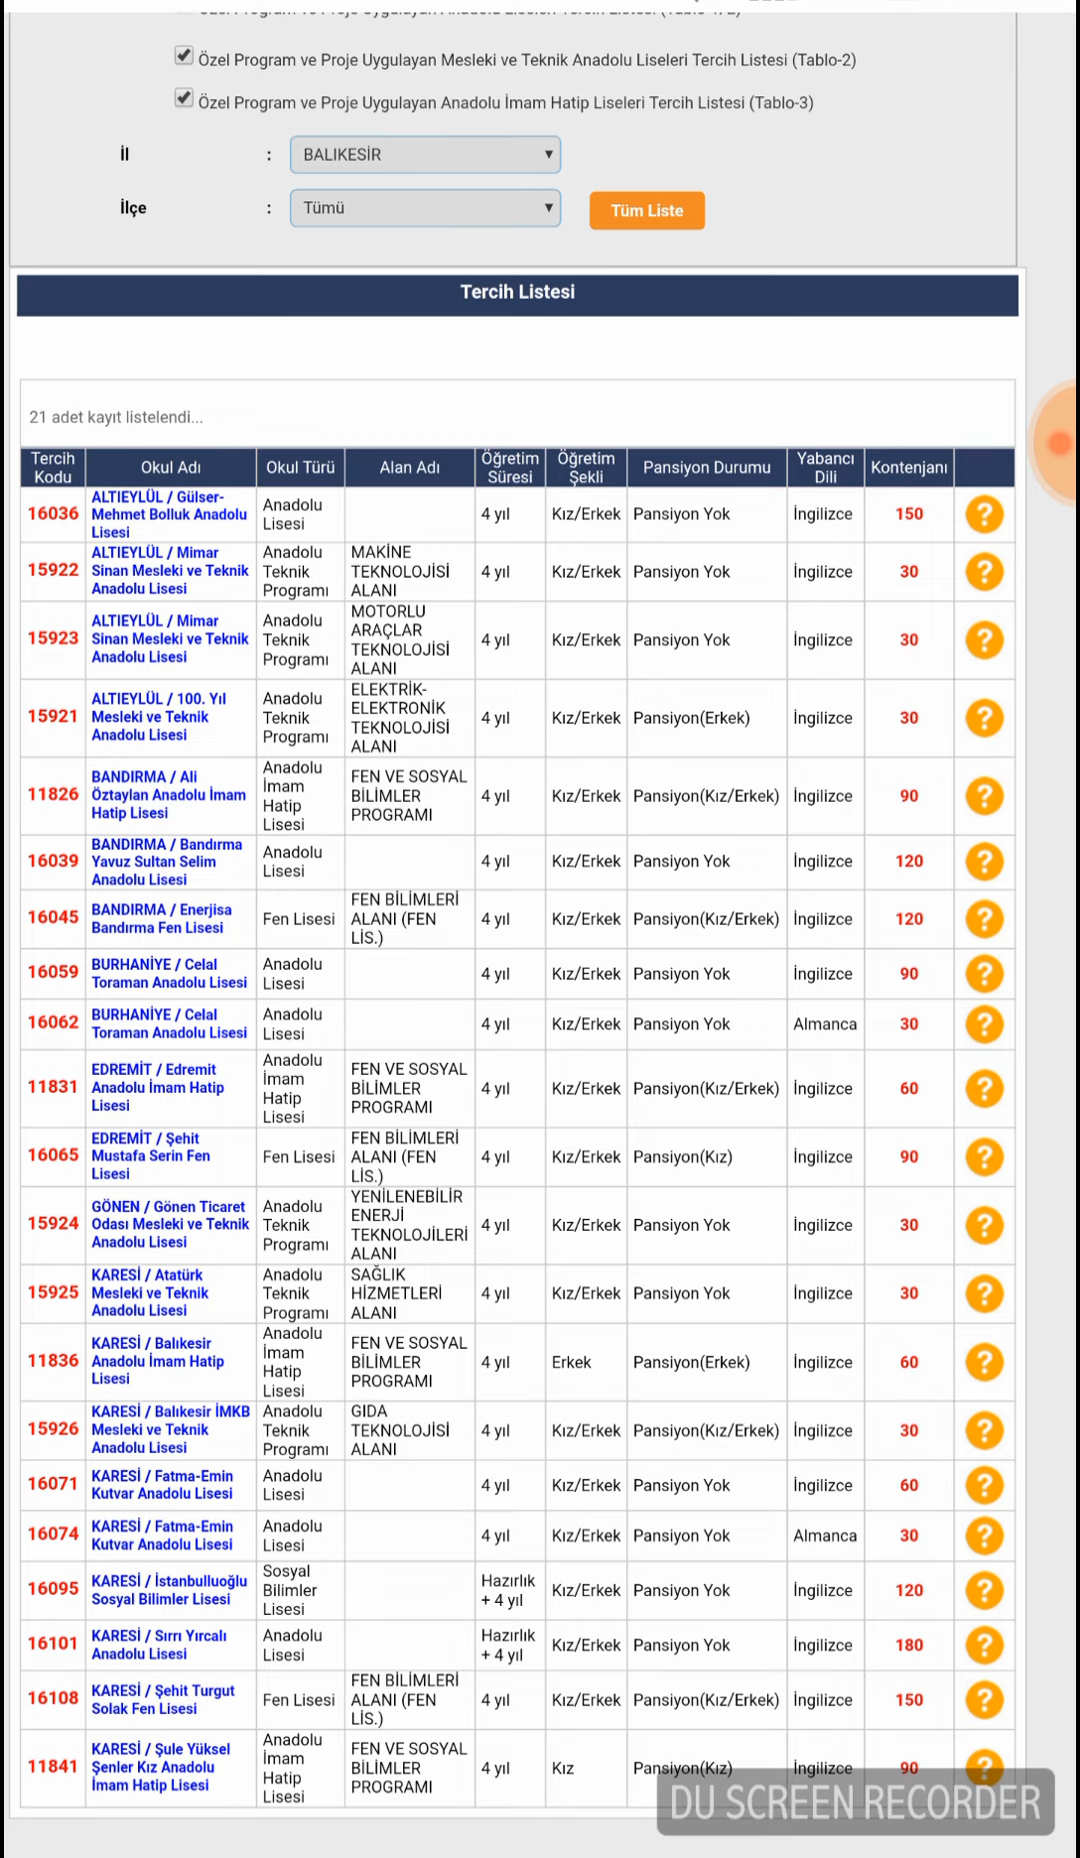 Özel Program ve Proje Uygulayan Anadolu Liseleri Tercih Listesi (Tablo-1/2)
Özel Program ve Proje Uygulayan Mesleki ve Teknik Anadolu Liseleri Tercih Listesi (Tablo-2)
Özel Program ve Proje Uygulayan Anadolu İmam Hatip Liseleri Tercih Listesi (Tablo-3)
İl : BALIKESİR
İlçe : Tümü Tüm Liste
Tercih Listesi
21 adet kayıt listelendi...
Tercih Kodu Okul Adı Okul Türü Alan Adı Öğretim Süresi Öğretim Şekli Pansiyon Durumu Yabancı Dili Kontenjanı
16036 ALTIEYLÜL / Gülser-Mehmet Bolluk Anadolu Lisesi Anadolu Lisesi 4 yıl Kız/Erkek Pansiyon Yok İngilizce 150 ?
15922 ALTIEYLÜL / Mimar Sinan Mesleki ve Teknik Anadolu Lisesi Anadolu Teknik Programı MAKİNE TEKNOLOJİSİ ALANI 4 yıl Kız/Erkek Pansiyon Yok İngilizce 30 ?
15923 ALTIEYLÜL / Mimar Sinan Mesleki ve Teknik Anadolu Lisesi Anadolu Teknik Programı MOTORLU ARAÇLAR TEKNOLOJİSİ ALANI 4 yıl Kız/Erkek Pansiyon Yok İngilizce 30 ?
15921 ALTIEYLÜL / 100. Yıl Mesleki ve Teknik Anadolu Lisesi Anadolu Teknik Programı ELEKTRİK-ELEKTRONİK TEKNOLOJİSİ ALANI 4 yıl Kız/Erkek Pansiyon(Erkek) İngilizce 30 ?
11826 BANDIRMA / Ali Öztaylan Anadolu İmam Hatip Lisesi Anadolu İmam Hatip Lisesi FEN VE SOSYAL BİLİMLER PROGRAMI 4 yıl Kız/Erkek Pansiyon(Kız/Erkek) İngilizce 90 ?
16039 BANDIRMA / Bandırma Yavuz Sultan Selim Anadolu Lisesi Anadolu Lisesi 4 yıl Kız/Erkek Pansiyon Yok İngilizce 120 ?
16045 BANDIRMA / Enerjisa Bandırma Fen Lisesi Fen Lisesi FEN BİLİMLERİ ALANI (FEN LİS.) 4 yıl Kız/Erkek Pansiyon(Kız/Erkek) İngilizce 120 ?
16059 BURHANİYE / Celal Toraman Anadolu Lisesi Anadolu Lisesi 4 yıl Kız/Erkek Pansiyon Yok İngilizce 90 ?
16062 BURHANİYE / Celal Toraman Anadolu Lisesi Anadolu Lisesi 4 yıl Kız/Erkek Pansiyon Yok Almanca 30 ?
11831 EDREMİT / Edremit Anadolu İmam Hatip Lisesi Anadolu İmam Hatip Lisesi FEN VE SOSYAL BİLİMLER PROGRAMI 4 yıl Kız/Erkek Pansiyon(Kız/Erkek) İngilizce 60 ?
16065 EDREMİT / Şehit Mustafa Serin Fen Lisesi Fen Lisesi FEN BİLİMLERİ ALANI (FEN LİS.) 4 yıl Kız/Erkek Pansiyon(Kız) İngilizce 90 ?
15924 GÖNEN / Gönen Ticaret Odası Mesleki ve Teknik Anadolu Lisesi Anadolu Teknik Programı YENİLENEBİLİR ENERJİ TEKNOLOJİLERİ ALANI 4 yıl Kız/Erkek Pansiyon Yok İngilizce 30 ?
15925 KARESİ / Atatürk Mesleki ve Teknik Anadolu Lisesi Anadolu Teknik Programı SAĞLIK HİZMETLERİ ALANI 4 yıl Kız/Erkek Pansiyon Yok İngilizce 30 ?
11836 KARESİ / Balıkesir Anadolu İmam Hatip Lisesi Anadolu İmam Hatip Lisesi FEN VE SOSYAL BİLİMLER PROGRAMI 4 yıl Erkek Pansiyon(Erkek) İngilizce 60 ?
15926 KARESİ / Balıkesir İMKB Mesleki ve Teknik Anadolu Lisesi Anadolu Teknik Programı GIDA TEKNOLOJİSİ ALANI 4 yıl Kız/Erkek Pansiyon(Kız/Erkek) İngilizce 30 ?
16071 KARESİ / Fatma-Emin Kutvar Anadolu Lisesi Anadolu Lisesi 4 yıl Kız/Erkek Pansiyon Yok İngilizce 60 ?
16074 KARESİ / Fatma-Emin Kutvar Anadolu Lisesi Anadolu Lisesi 4 yıl Kız/Erkek Pansiyon Yok Almanca 30 ?
16095 KARESİ / İstanbulluoğlu Sosyal Bilimler Lisesi Sosyal Bilimler Lisesi Hazırlık + 4 yıl Kız/Erkek Pansiyon Yok İngilizce 120 ?
16101 KARESİ / Sırrı Yırcalı Anadolu Lisesi Anadolu Lisesi Hazırlık + 4 yıl Kız/Erkek Pansiyon Yok İngilizce 180 ?
16108 KARESİ / Şehit Turgut Solak Fen Lisesi Fen Lisesi FEN BİLİMLERİ ALANI (FEN LİS.) 4 yıl Kız/Erkek Pansiyon(Kız/Erkek) İngilizce 150 ?
11841 KARESİ / Şule Yüksel Şenler Kız Anadolu İmam Hatip Lisesi Anadolu İmam Hatip Lisesi FEN VE SOSYAL BİLİMLER PROGRAMI 4 yıl Kız Pansiyon(Kız) İngilizce 90 ?
DU SCREEN RECORDER